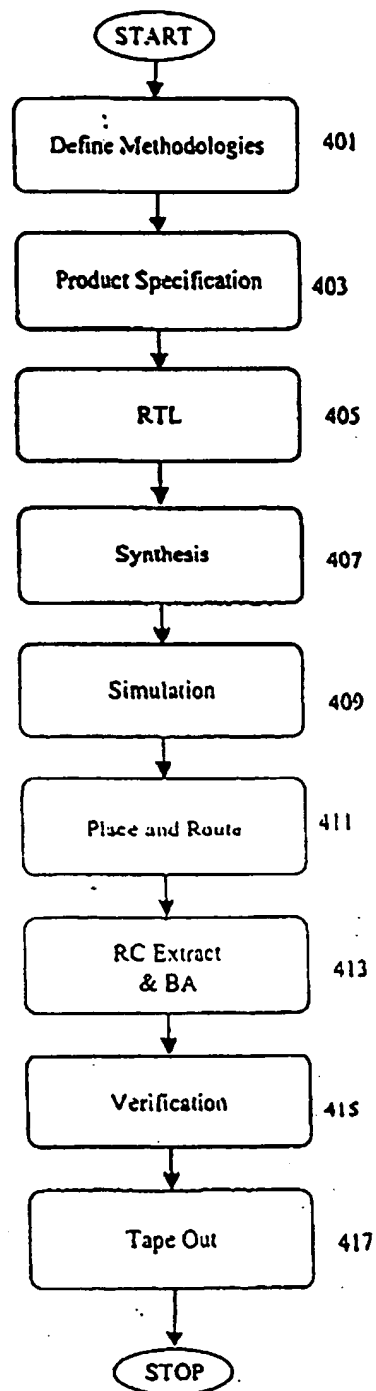 START
Define Methodologies 401
Product Specification 403
RTL 405
Synthesis 407
Simulation 409
Place and Route 411
RC Extract
& BA 413
Verification 415
Tape Out 417
STOP